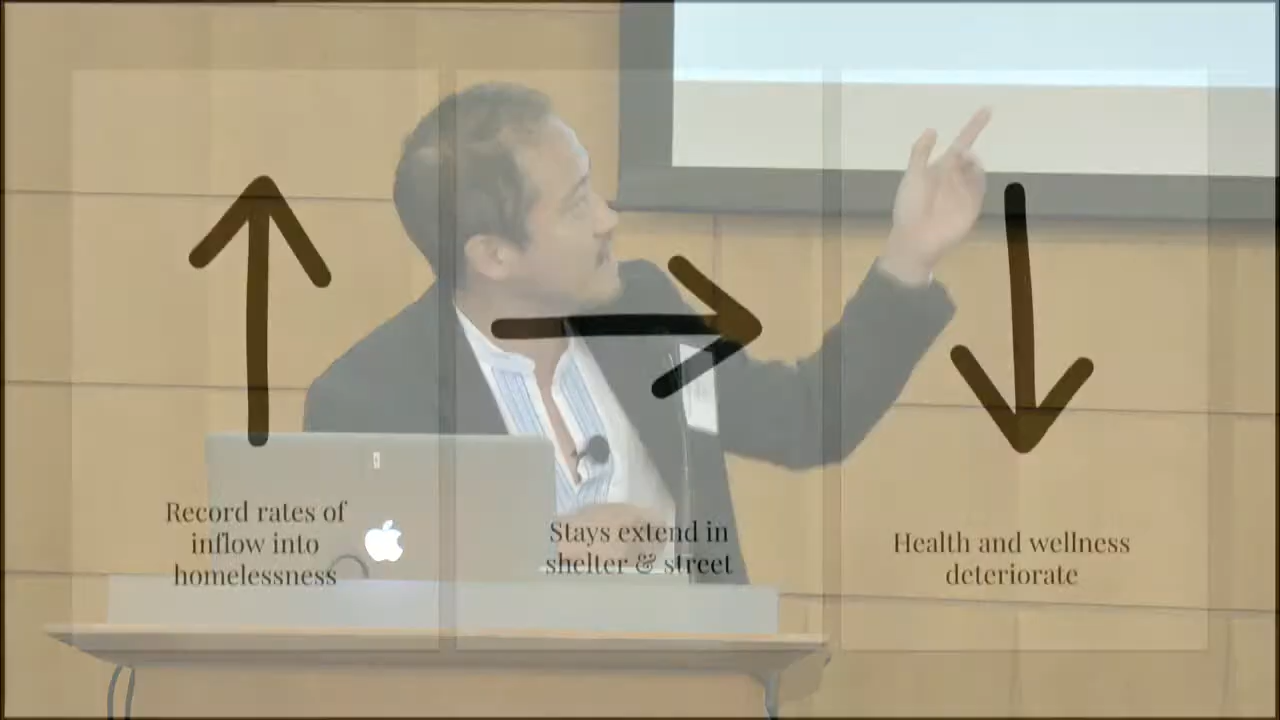 Record rates of
inflow into
homelessness
Stays extend in
shelter & street
Health and wellness
deteriorate